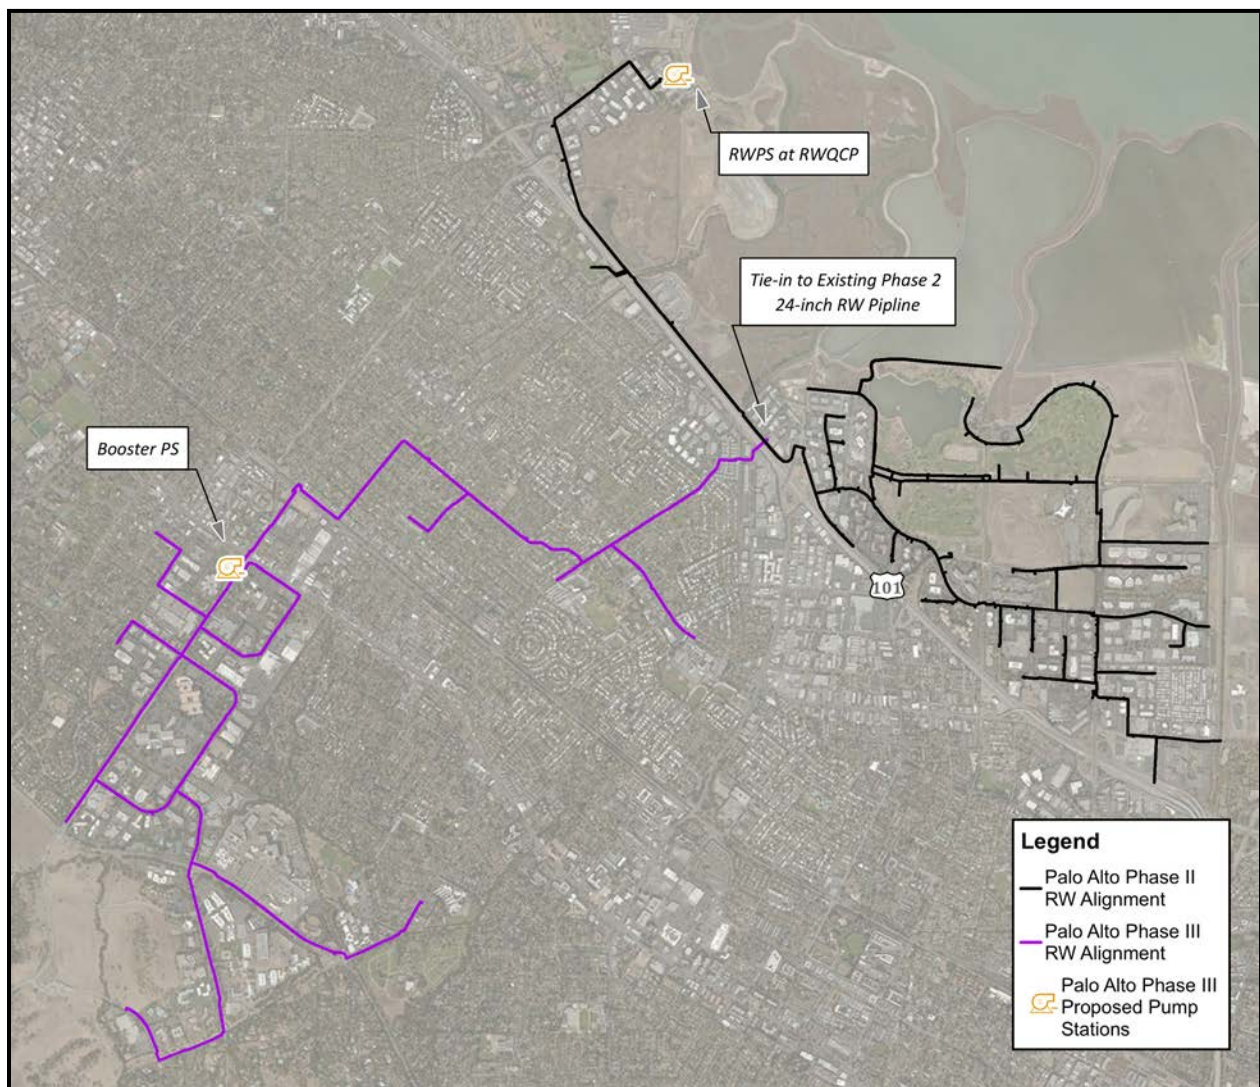 RWPS at RWQCP
Tie-in to Existing Phase 2
24-inch RW Pipline
Booster PS
101
Legend
Palo Alto Phase II
RW Alignment
Palo Alto Phase III
RW Alignment
Palo Alto Phase III
Proposed Pump
Stations